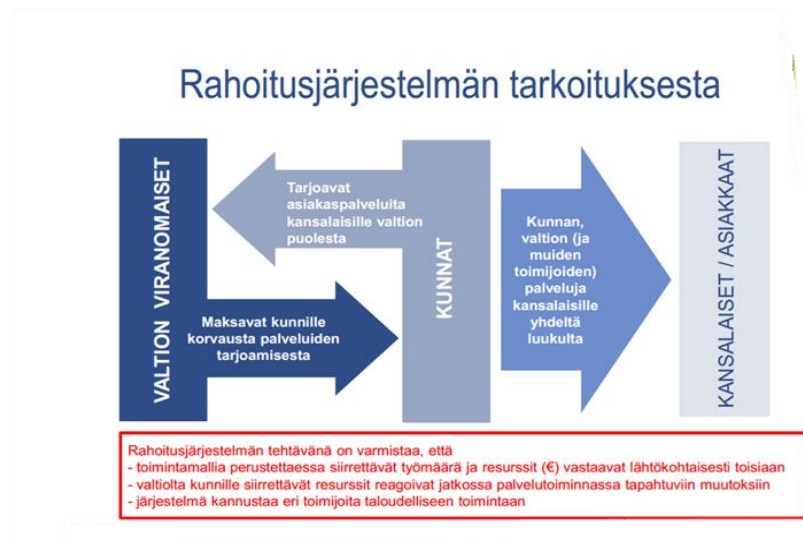 Rahoitusjärjestelmän tarkoituksesta
VALTION VIRANOMAISET
Tarjoavat
asiakaspalveluita
kansalaisille valtion
puolesta
Maksavat kunnille
korvausta palveluiden
tarjoamisesta
KUNNAT
Kunnan,
valtion (ja
muiden
toimijoiden)
palveluja
kansalaisille
yhdeltä
luukulta
KANSALAISET / ASIAKKAAT
Rahoitusjärjestelmän tehtävänä on varmistaa, että
- toimintamallia perustettaessa siirrettävät työmäärä ja resurssit (€) vastaavat lähtökohtaisesti toisiaan
- valtiolta kunnille siirrettävät resurssit reagoivat jatkossa palvelutoiminnassa tapahtuviin muutoksiin
- järjestelmä kannustaa eri toimijoita taloudelliseen toimintaan